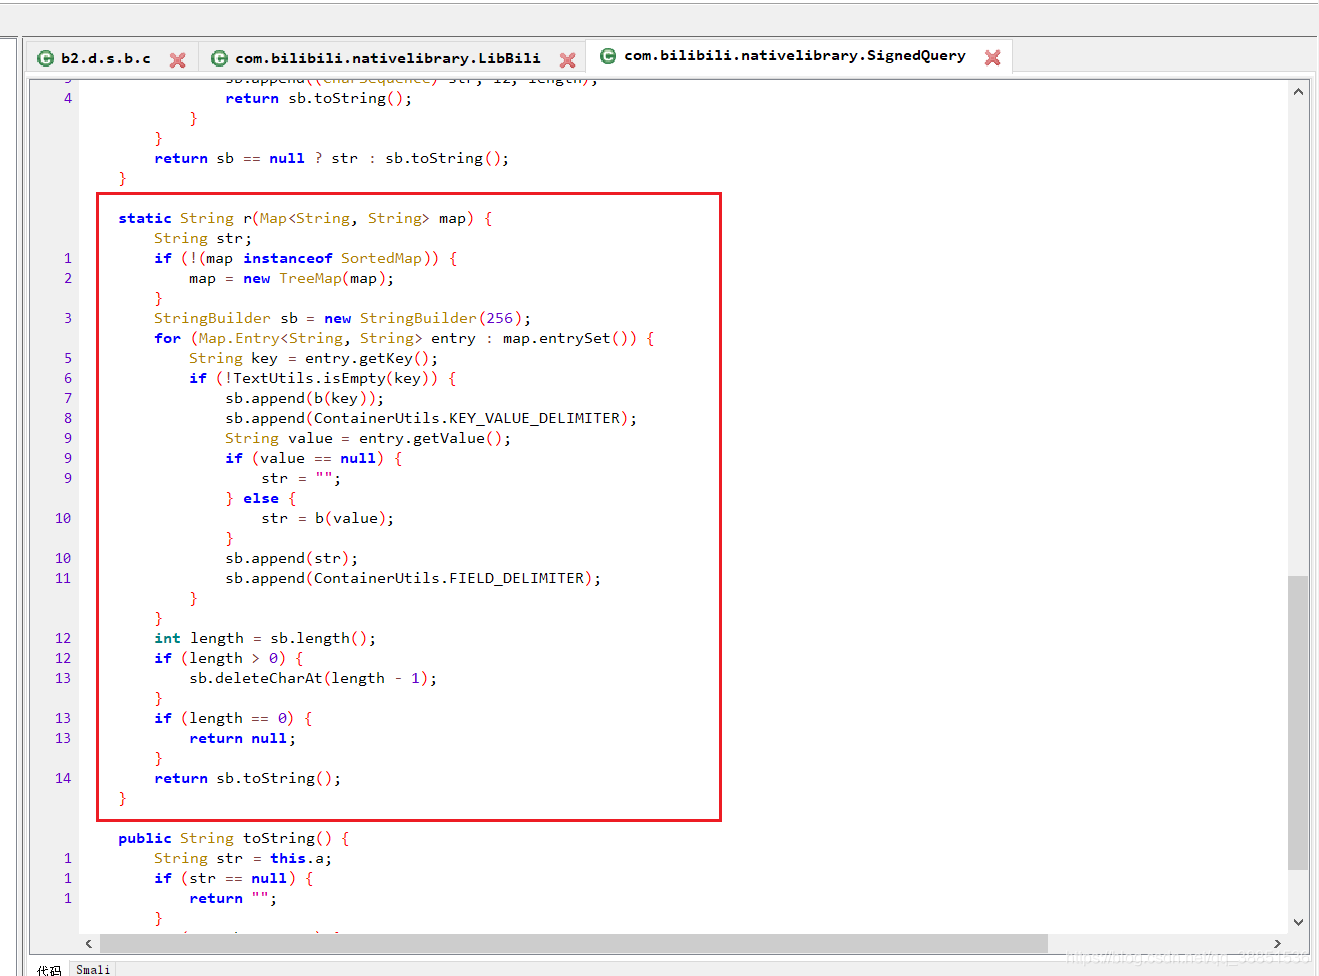 b2.d.s.b.c com.bilibili.nativelibrary.LibBili com.bilibili.nativelibrary.SignedQuery
3 sb.append((CharSequence) str, i2, length);
4 return sb.toString();
}
}
return sb == null ? str : sb.toString();
}
static String r(Map<String, String> map) {
String str;
1 if (!(map instanceof SortedMap)) {
2 map = new TreeMap(map);
}
3 StringBuilder sb = new StringBuilder(256);
for (Map.Entry<String, String> entry : map.entrySet()) {
5 String key = entry.getKey();
6 if (!TextUtils.isEmpty(key)) {
7 sb.append(b(key));
8 sb.append(ContainerUtils.KEY_VALUE_DELIMITER);
9 String value = entry.getValue();
9 if (value == null) {
9 str = "";
} else {
10 str = b(value);
}
10 sb.append(str);
11 sb.append(ContainerUtils.FIELD_DELIMITER);
}
}
12 int length = sb.length();
12 if (length > 0) {
13 sb.deleteCharAt(length - 1);
}
13 if (length == 0) {
13 return null;
}
14 return sb.toString();
}
public String toString() {
1 String str = this.a;
1 if (str == null) {
1 return "";
}
代码 Smali